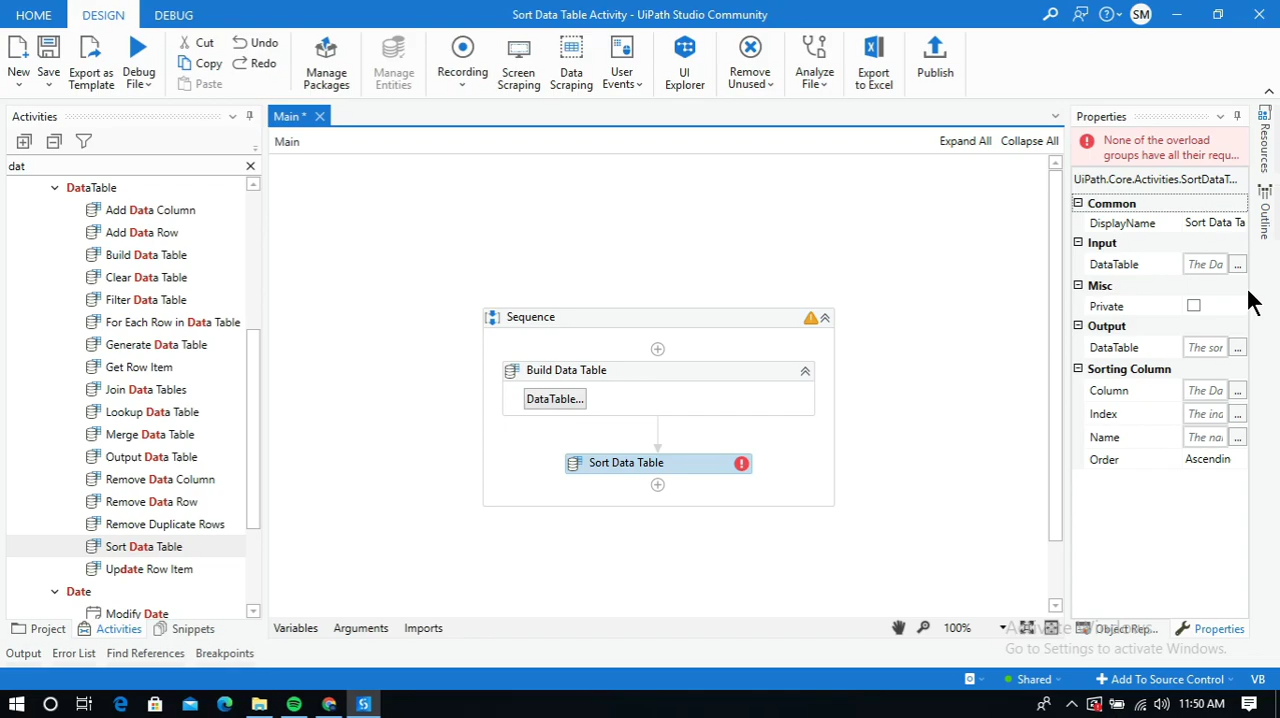 HOME
DESIGN
DEBUG
Sort Data Table Activity - UiPath Studio Community
SM
New
Save
Export as Template
Debug File
Cut
Copy
Paste
Undo
Redo
Manage Packages
Manage Entities
Recording
Screen Scraping
Data Scraping
User Events
UI Explorer
Remove Unused
Analyze File
Export to Excel
Publish
Activities
dat
DataTable
Add Data Column
Add Data Row
Build Data Table
Clear Data Table
Filter Data Table
For Each Row in Data Table
Generate Data Table
Get Row Item
Join Data Tables
Lookup Data Table
Merge Data Table
Output Data Table
Remove Data Column
Remove Data Row
Remove Duplicate Rows
Sort Data Table
Update Row Item
Date
Modify Date
Project
Activities
Snippets
Main *
Main
Expand All
Collapse All
Sequence
Build Data Table
DataTable...
Sort Data Table
Variables
Arguments
Imports
100%
Properties
None of the overload
groups have all their requ...
UiPath.Core.Activities.SortDataT...
Common
DisplayName Sort Data Ta
Input
DataTable The Da ...
Misc
Private
Output
DataTable The sor ...
Sorting Column
Column The Da ...
Index The inc ...
Name The nar ...
Order Ascendin
Object Rep...
Properties
Resources
Outline
Activate Windows
Go to Settings to activate Windows.
Output
Error List
Find References
Breakpoints
Shared
Add To Source Control
VB
11:50 AM